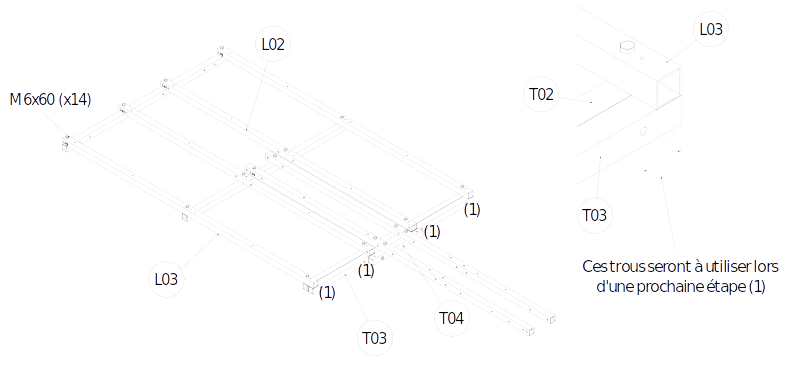 L02
L03
T02
M6x60 (x14)
(1)
T03
(1)
(1)
Ces trous seront à utiliser lors
d'une prochaine étape (1)
L03
(1)
T04
T03